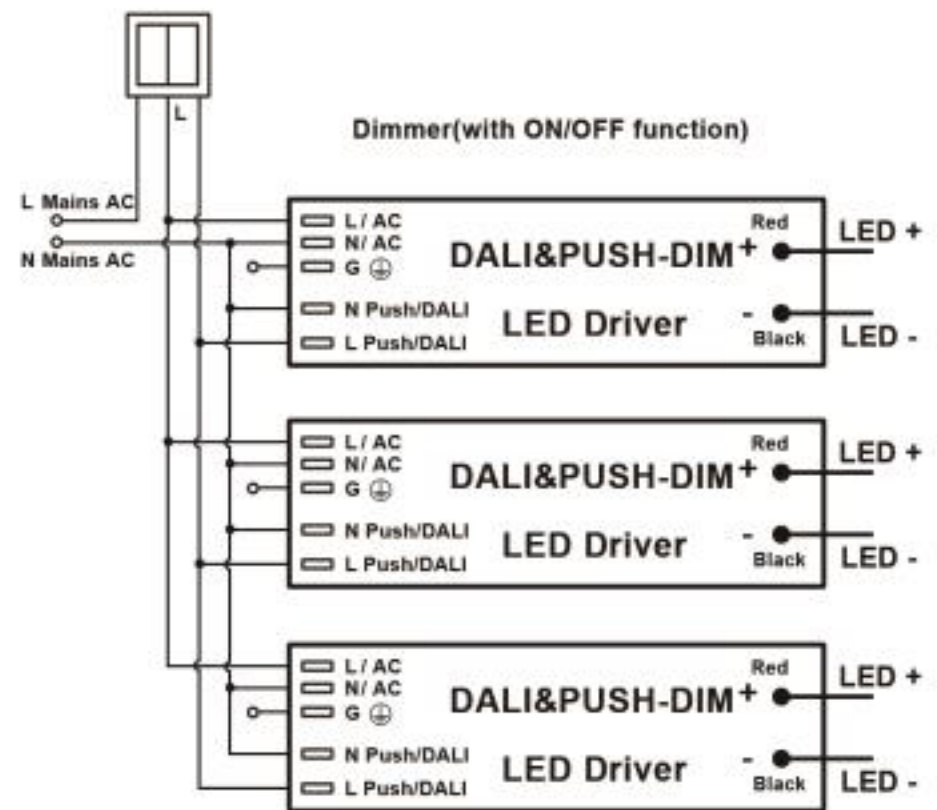 L
Dimmer(with ON/OFF function)
L Mains AC
N Mains AC
L/ AC
N/ AC
G
N Push/DALI
L Push/DALI
DALI&PUSH-DIM
LED Driver
Red
+
-
Black
LED +
LED -
L/ AC
N/ AC
G
N Push/DALI
L Push/DALI
DALI&PUSH-DIM
LED Driver
Red
+
-
Black
LED +
LED -
L/ AC
N/ AC
G
N Push/DALI
L Push/DALI
DALI&PUSH-DIM
LED Driver
Red
+
-
Black
LED +
LED -